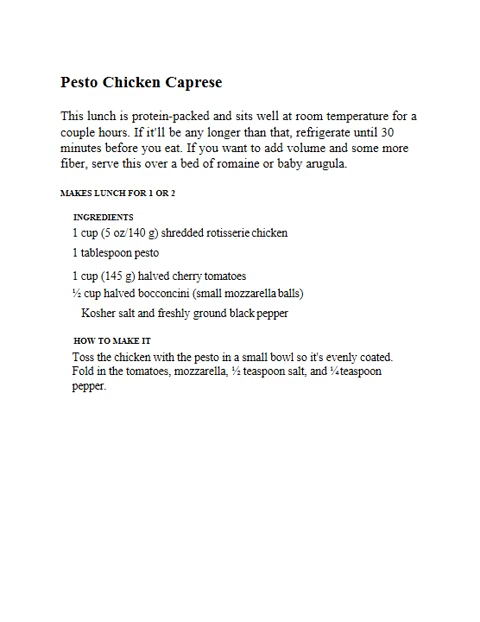 Pesto Chicken Caprese
This lunch is protein-packed and sits well at room temperature for a
couple hours. If it'll be any longer than that, refrigerate until 30
minutes before you eat. If you want to add volume and some more
fiber, serve this over a bed of romaine or baby arugula.
MAKES LUNCH FOR 1 OR 2
INGREDIENTS
1 cup (5 oz/140 g) shredded rotisserie chicken
1 tablespoon pesto
1 cup (145 g) halved cherry tomatoes
½ cup halved bocconcini (small mozzarella balls)
Kosher salt and freshly ground black pepper
HOW TO MAKE IT
Toss the chicken with the pesto in a small bowl so it's evenly coated.
Fold in the tomatoes, mozzarella, ½ teaspoon salt, and ¼ teaspoon
pepper.